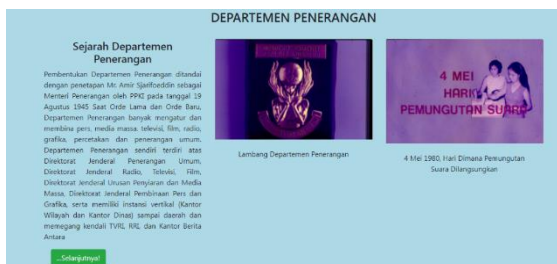 DEPARTEMEN PENERANGAN
Sejarah Departemen
Penerangan
Pembentukan Departemen Penerangan ditandai
dengan penetapan Mr. Amir Sjarifoeddin sebagai
Menteri Penerangan oleh PPKI pada tanggal 19
Agustus 1945 Saat Orde Lama dan Orde Baru,
Departemen Penerangan banyak mengatur dan
membina pers, media massa, televisi, film, radio,
grafika, percetakan dan penerangan umum.
Departemen Penerangan sendiri terdiri atas
Direktorat Jenderal Penerangan Umum,
Direktorat Jenderal Radio, Televisi, Film,
Direktorat Jenderal Urusan Penyiaran dan Media
Massa, Direktorat Jenderal Pembinaan Pers dan
Grafika, serta memiliki instansi vertikal (Kantor
Wilayah dan Kantor Dinas) sampai daerah dan
memegang kendali TVRI, RRI, dan Kantor Berita
Antara
...Selanjutnya!
Lambang Departemen Penerangan
4 MEI
HARI
PEMUNGUTAN SUARA
4 Mei 1980, Hari Dimana Pemungutan
Suara Dilangsungkan